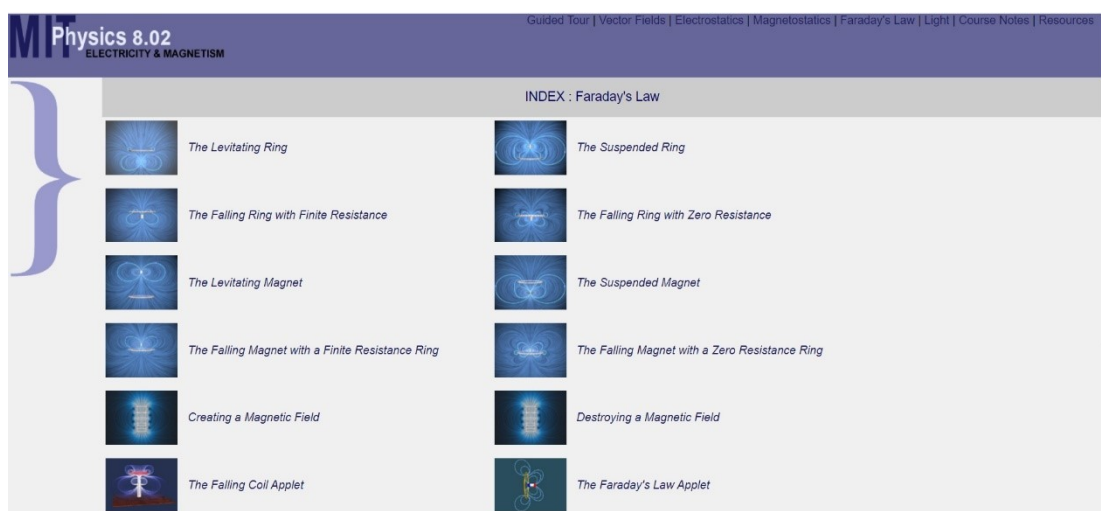 MIT Physics 8.02
ELECTRICITY & MAGNETISM
Guided Tour | Vector Fields | Electrostatics | Magnetostatics | Faraday's Law | Light | Course Notes | Resources
INDEX : Faraday's Law
The Levitating Ring
The Suspended Ring
The Falling Ring with Finite Resistance
The Falling Ring with Zero Resistance
The Levitating Magnet
The Suspended Magnet
The Falling Magnet with a Finite Resistance Ring
The Falling Magnet with a Zero Resistance Ring
Creating a Magnetic Field
Destroying a Magnetic Field
The Falling Coil Applet
The Faraday's Law Applet